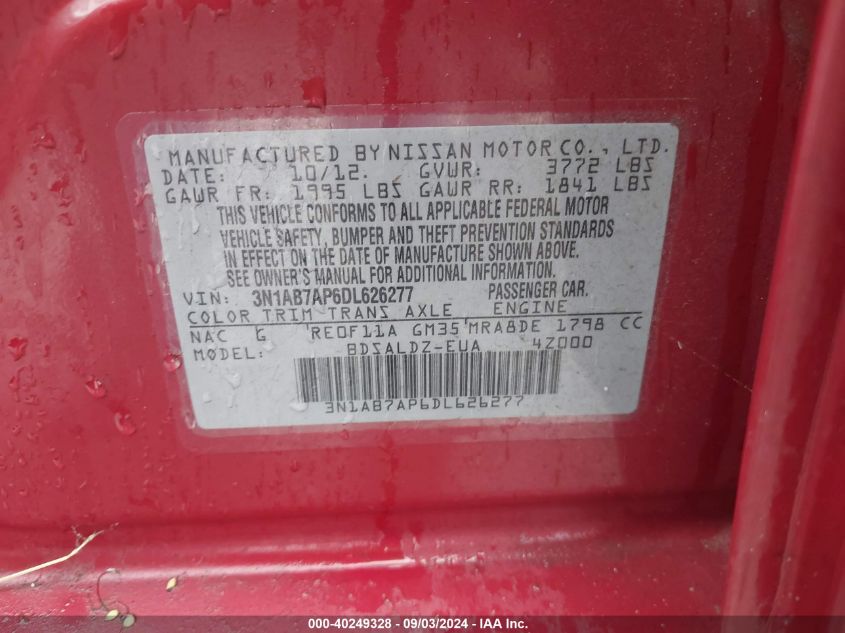 MANUFACTURED BY NISSAN MOTOR CO., LTD.
DATE: 10/12. GVWR: 3772 LBS
GAWR FR: 1995 LBS GAWR RR: 1841 LBS
THIS VEHICLE CONFORMS TO ALL APPLICABLE FEDERAL MOTOR
VEHICLE SAFETY, BUMPER AND THEFT PREVENTION STANDARDS
IN EFFECT ON THE DATE OF MANUFACTURE SHOWN ABOVE.
SEE OWNER'S MANUAL FOR ADDITIONAL INFORMATION.
VIN: 3N1AB7AP6DL626277 PASSENGER CAR.
COLOR TRIM TRANS AXLE ENGINE
NAC G RE0F11A GM35 MRA8DE 1798 CC
MODEL: BDSALDZ-EUA 4Z000
3N1AB7AP6DL626277
000-40249328 - 09/03/2024 - IAA Inc.